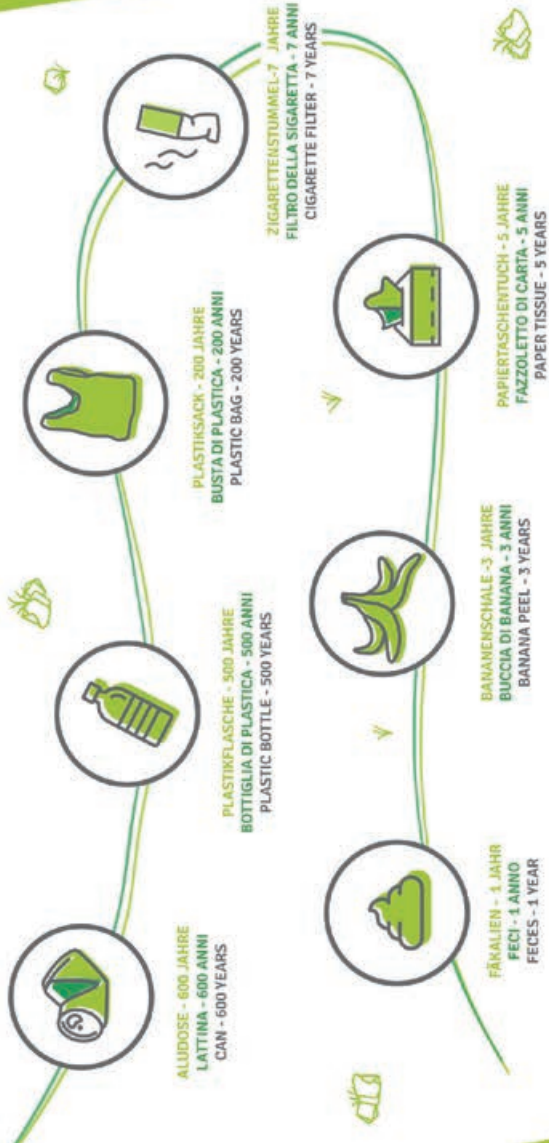 ALUDOSE - 600 JAHRE
LATTINA - 600 ANNI
CAN - 600 YEARS
PLASTIKFLASCHE - 500 JAHRE
BOTTIGLIA DI PLASTICA - 500 ANNI
PLASTIC BOTTLE - 500 YEARS
PLASTIKSACK - 200 JAHRE
BUSTA DI PLASTICA - 200 ANNI
PLASTIC BAG - 200 YEARS
ZIGARETTENSTUMMEL-7 JAHRE
FILTRO DELLA SIGARETTA - 7 ANNI
CIGARETTE FILTER - 7 YEARS
FÄKALIEN - 1 JAHR
FECI - 1 ANNO
FECES - 1 YEAR
BANANENSCHALE -3 JAHRE
BUCCIA DI BANANA - 3 ANNI
BANANA PEEL - 3 YEARS
PAPIERTASCHENTUCH - 5 JAHRE
FAZZOLETTO DI CARTA - 5 ANNI
PAPER TISSUE - 5 YEARS